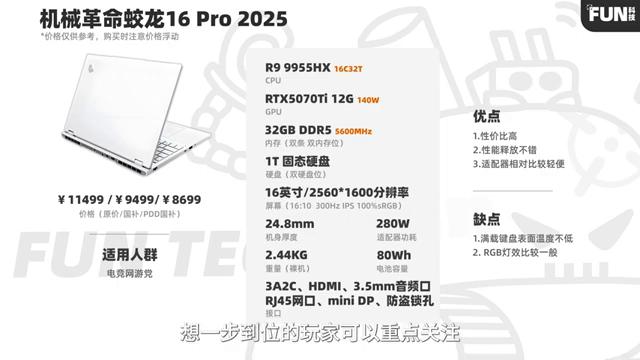 机械革命蛟龙16 Pro 2025
*价格仅供参考，购买时注意价格浮动
FUN科技
R9 9955HX 16C32T
CPU
RTX5070Ti 12G 140W
GPU
32GB DDR5 5600MHz
内存（双条 双内存位）
1T 固态硬盘
硬盘（双硬盘位）
16英寸/2560*1600分辨率
屏幕（16:10 300Hz IPS 100%sRGB）
24.8mm 280W
机身厚度 适配器功耗
2.44KG 80Wh
重量（裸机） 电池容量
3A2C、HDMI、3.5mm音频口
RJ45网口、mini DP、防盗锁孔
接口
￥11499 / ￥9499/ ￥8699
价格（原价/国补/PDD国补）
适用人群
电竞网游党
优点
1.性价比高
2.性能释放不错
3.适配器相对比较轻便
缺点
1.满载键盘表面温度不低
2. RGB灯效比较一般
FUN TEC
想一步到位的玩家可以重点关注